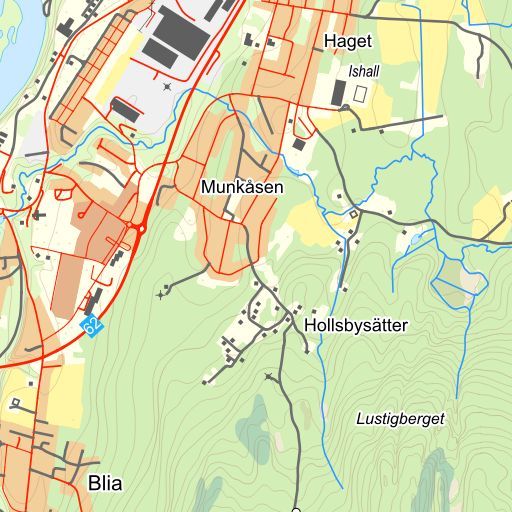 Haget
Ishall
Munkåsen
62
Hollsbysätter
Lustigberget
Blia